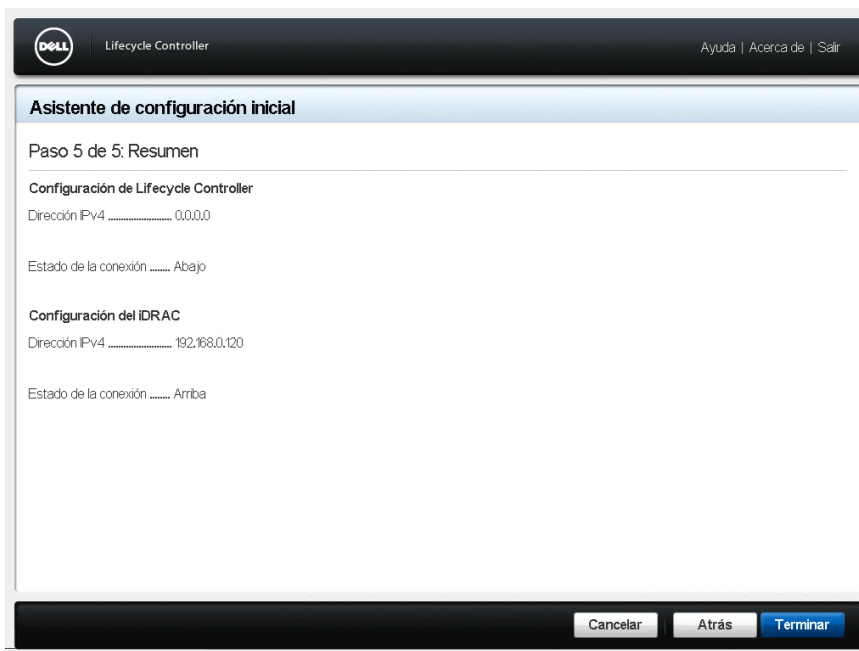 DELL
Lifecycle Controller
Ayuda | Acerca de | Salir
Asistente de configuración inicial
Paso 5 de 5: Resumen
Configuración de Lifecycle Controller
Dirección IPv4 ........................ 0.0.0.0
Estado de la conexión ........ Abajo
Configuración del iDRAC
Dirección IPv4 ........................ 192.168.0.120
Estado de la conexión ........ Arriba
Cancelar | Atrás Terminar